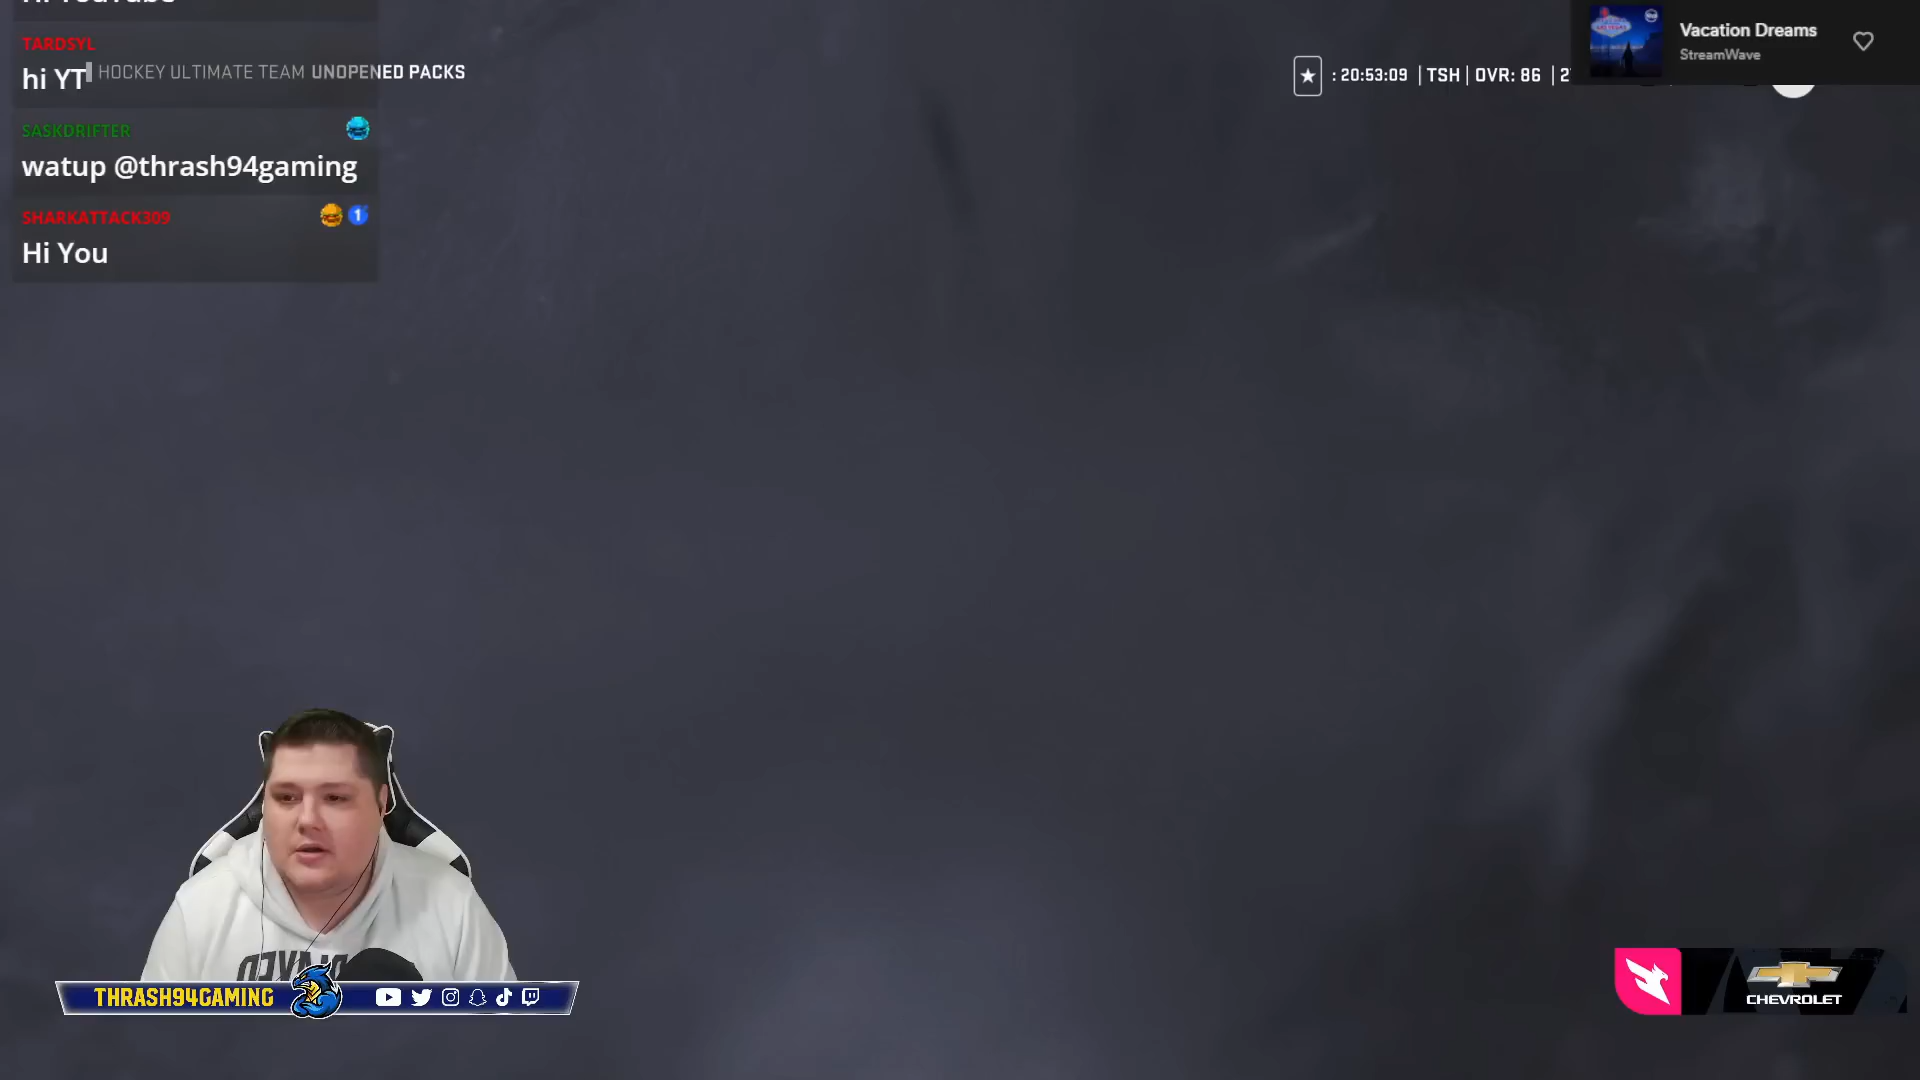 TARDSYL
hi YT
HOCKEY ULTIMATE TEAM UNOPENED PACKS
SASKDRIFTER
watup @thrash94gaming
SHARKATTACK309
1
Hi You
: 20:53:09 | TSH | OVR: 86 | 2
Vacation Dreams
StreamWave
THRASH94GAMING
CHEVROLET